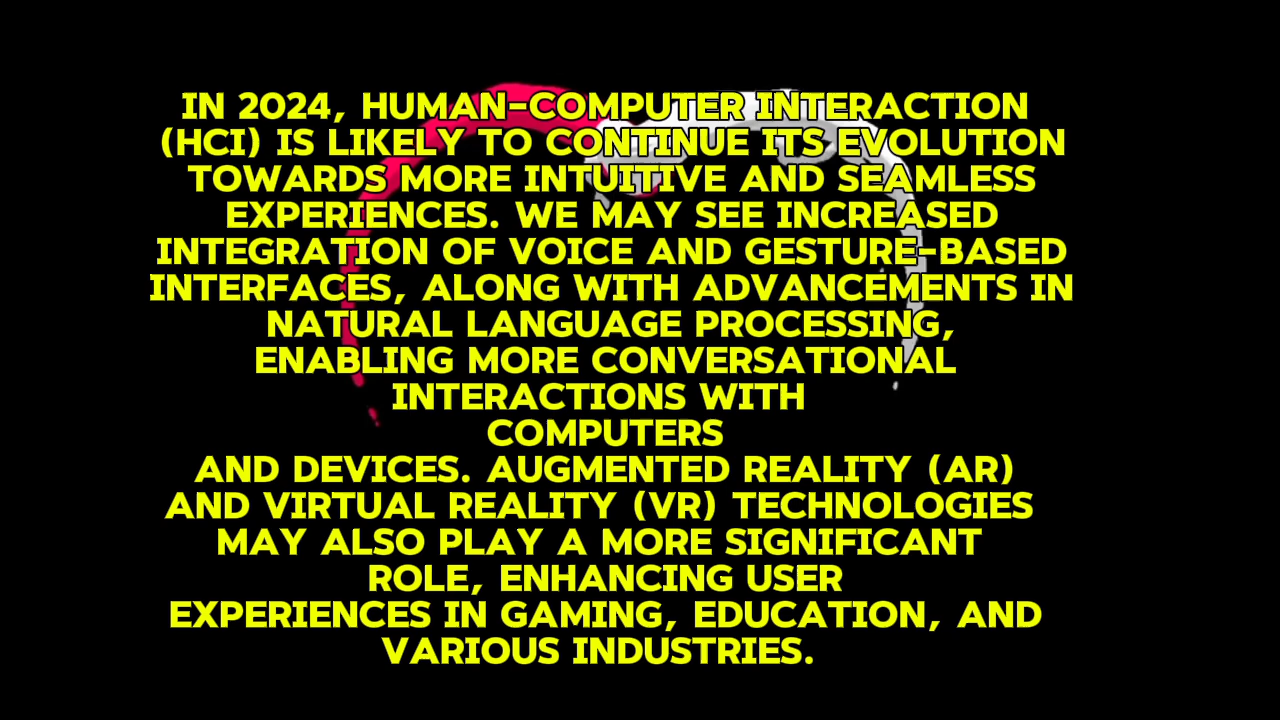 IN 2024, HUMAN-COMPUTER INTERACTION
(HCI) IS LIKELY TO CONTINUE ITS EVOLUTION
TOWARDS MORE INTUITIVE AND SEAMLESS
EXPERIENCES. WE MAY SEE INCREASED
INTEGRATION OF VOICE AND GESTURE-BASED
INTERFACES, ALONG WITH ADVANCEMENTS IN
NATURAL LANGUAGE PROCESSING,
ENABLING MORE CONVERSATIONAL
INTERACTIONS WITH
COMPUTERS
AND DEVICES. AUGMENTED REALITY (AR)
AND VIRTUAL REALITY (VR) TECHNOLOGIES
MAY ALSO PLAY A MORE SIGNIFICANT
ROLE, ENHANCING USER
EXPERIENCES IN GAMING, EDUCATION, AND
VARIOUS INDUSTRIES.